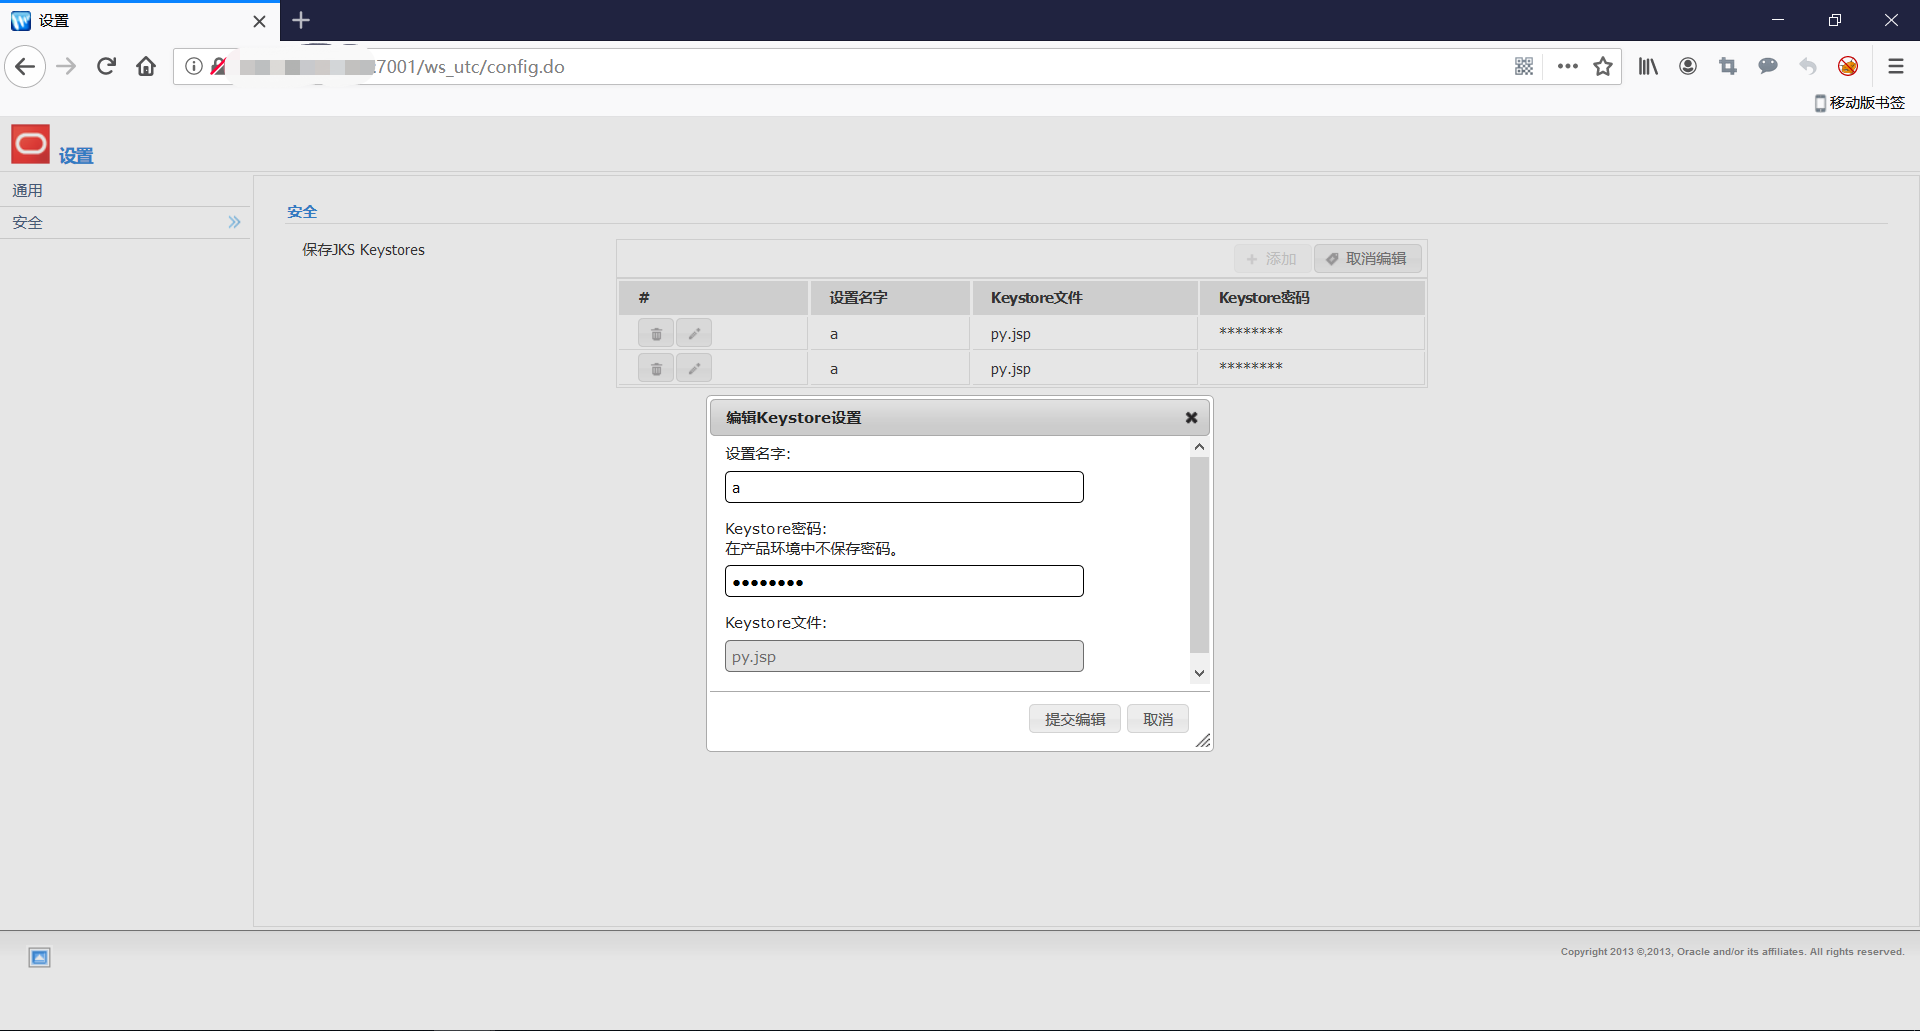 设置
:7001/ws_utc/config.do
移动版书签
设置
通用
安全
安全
保存JKS Keystores
添加 取消编辑
# 设置名字 Keystore文件 Keystore密码
a py.jsp ********
a py.jsp ********
编辑Keystore设置
设置名字:
a
Keystore密码:
在产品环境中不保存密码。
Keystore文件:
py.jsp
提交编辑 取消
Copyright 2013 ©,2013, Oracle and/or its affiliates. All rights reserved.